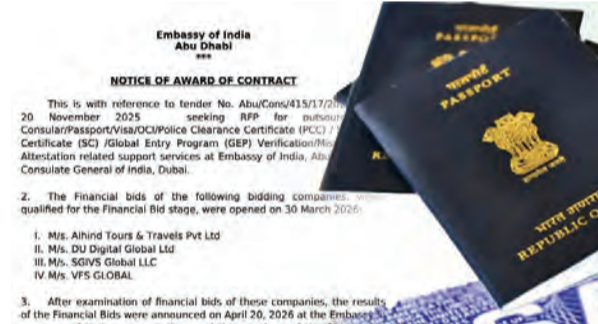 Embassy of India
Abu Dhabi
***
NOTICE OF AWARD OF CONTRACT
This is with reference to tender No. Abu/Cons/415/17/
20 November 2025 seeking RFP for
Consular/Passport/Visa/OCI/Police Clearance Certificate (PCC) /
Certificate (SC) /Global Entry Program (GEP)
Attestation related support services at Embassy of India, Abu
Consulate General of India, Dubai.
2. The Financial bids of the following bidding companies,
qualified for the Financial Bid stage, were opened on 30 March 2026:
I. M/s. Alhind Tours & Travels Pvt Ltd
II. M/s. DU Digital Global Ltd
III. M/s. SGIVS Global LLC
IV. M/s. VFS GLOBAL
3. After examination of financial bids of these companies, the results
of the Financial Bids were announced on April 20, 2026 at the Embassy
PASSPORT
पासपोर्ट
PASSPORT
भारत गणराज्य
REPUBLIC O